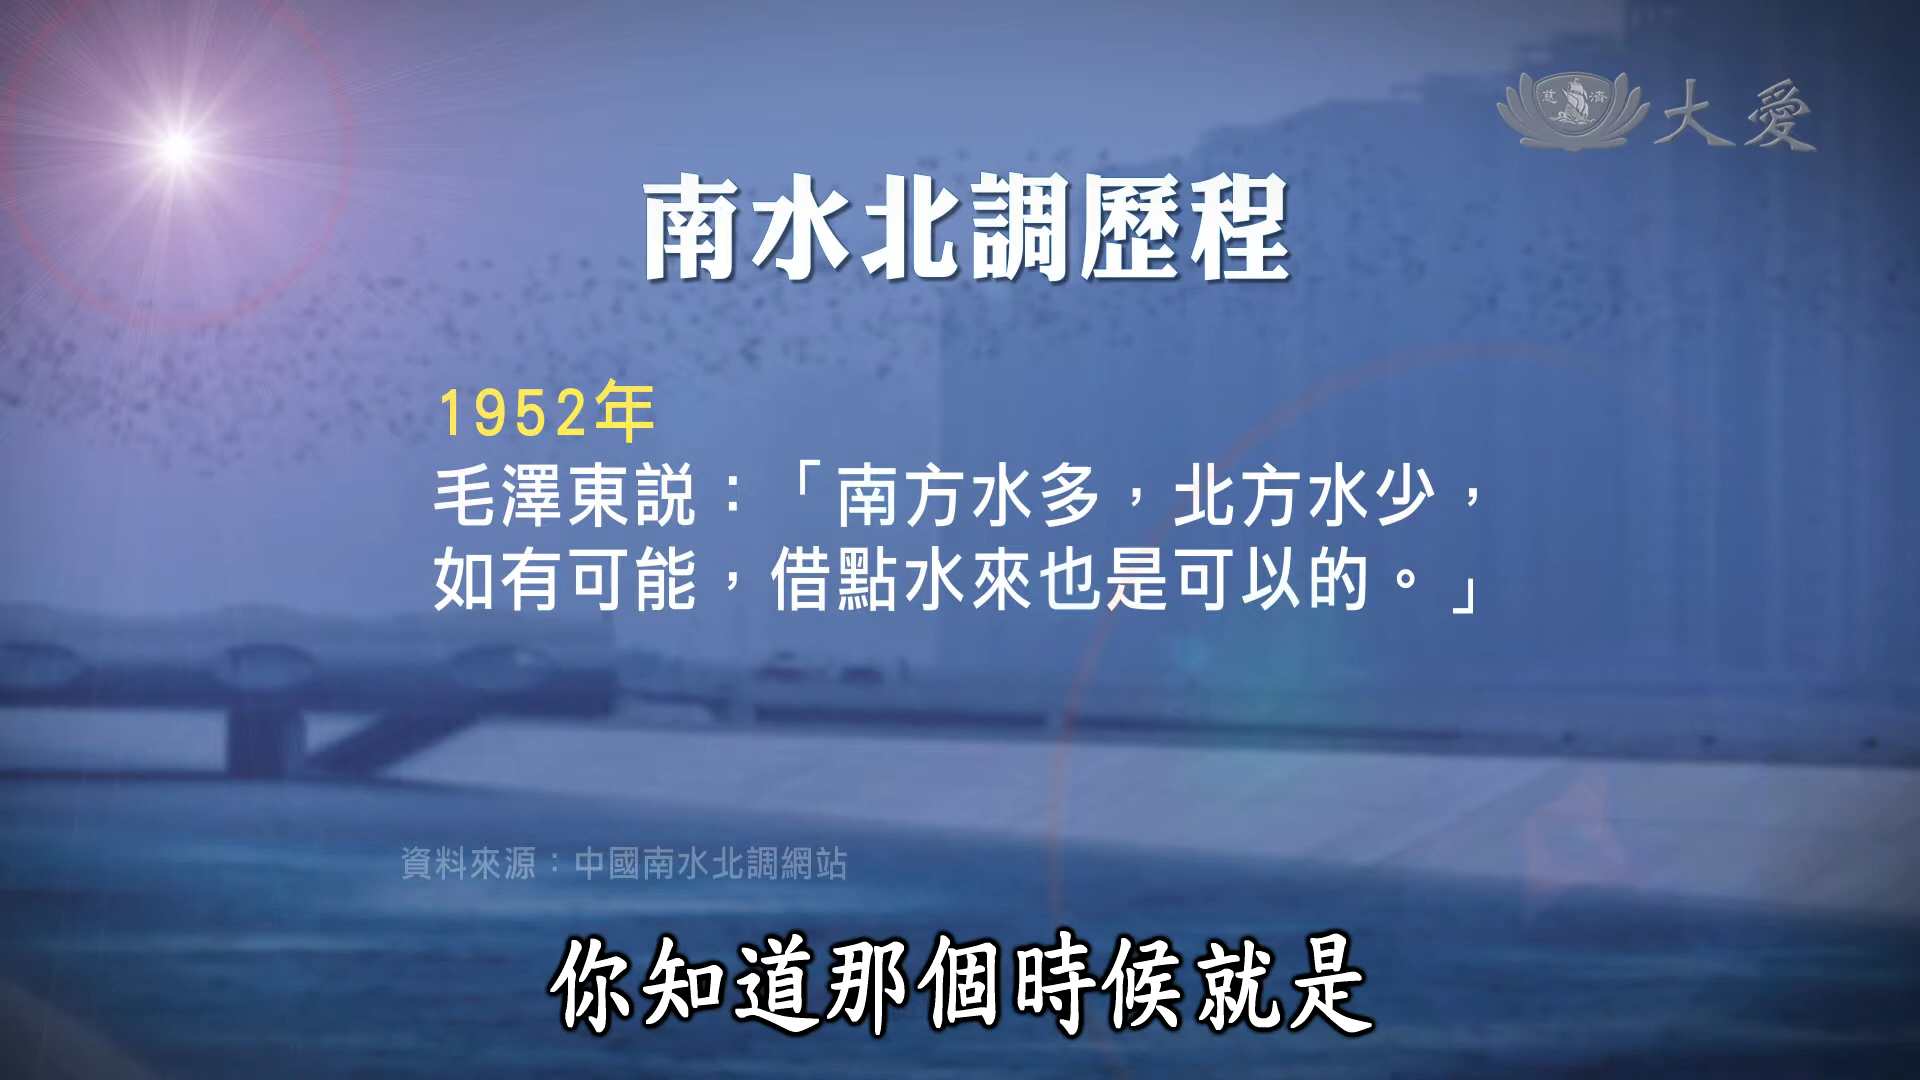 慈濟 大愛
南水北調歷程
1952年
毛澤東説：「南方水多，北方水少，
如有可能，借點水來也是可以的。」
資料來源：中國南水北調網站
你知道那個時候就是